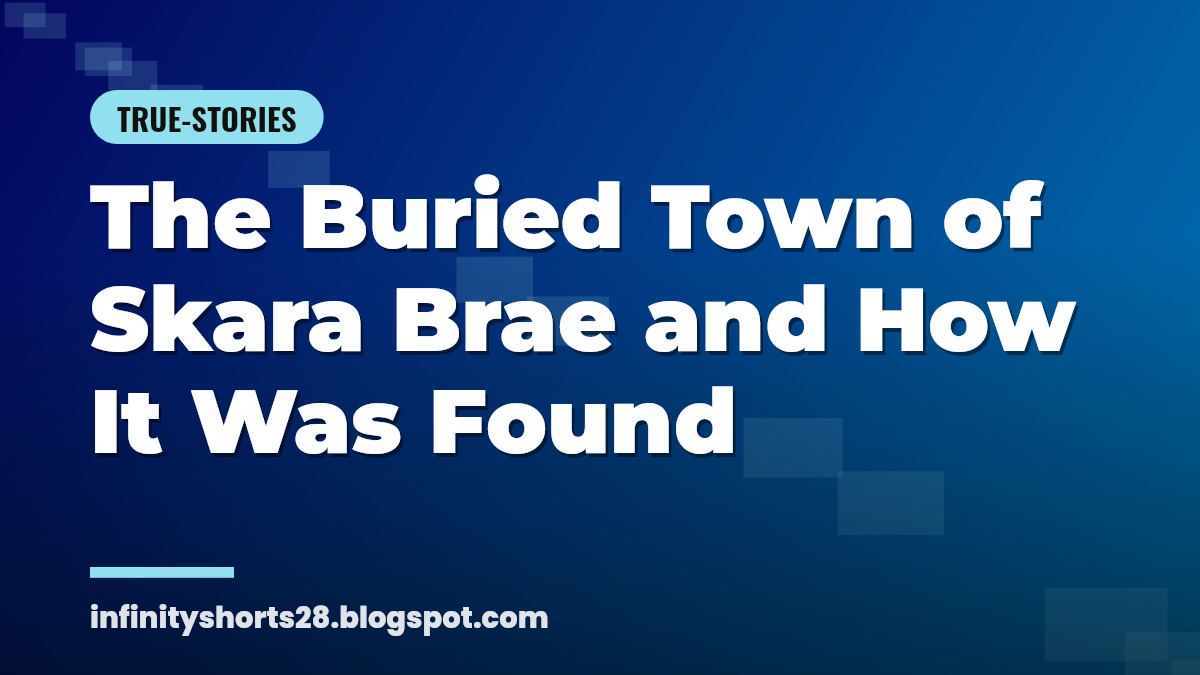 TRUE-STORIES
The Buried Town of
Skara Brae and How
It Was Found
infinityshorts28.blogspot.com